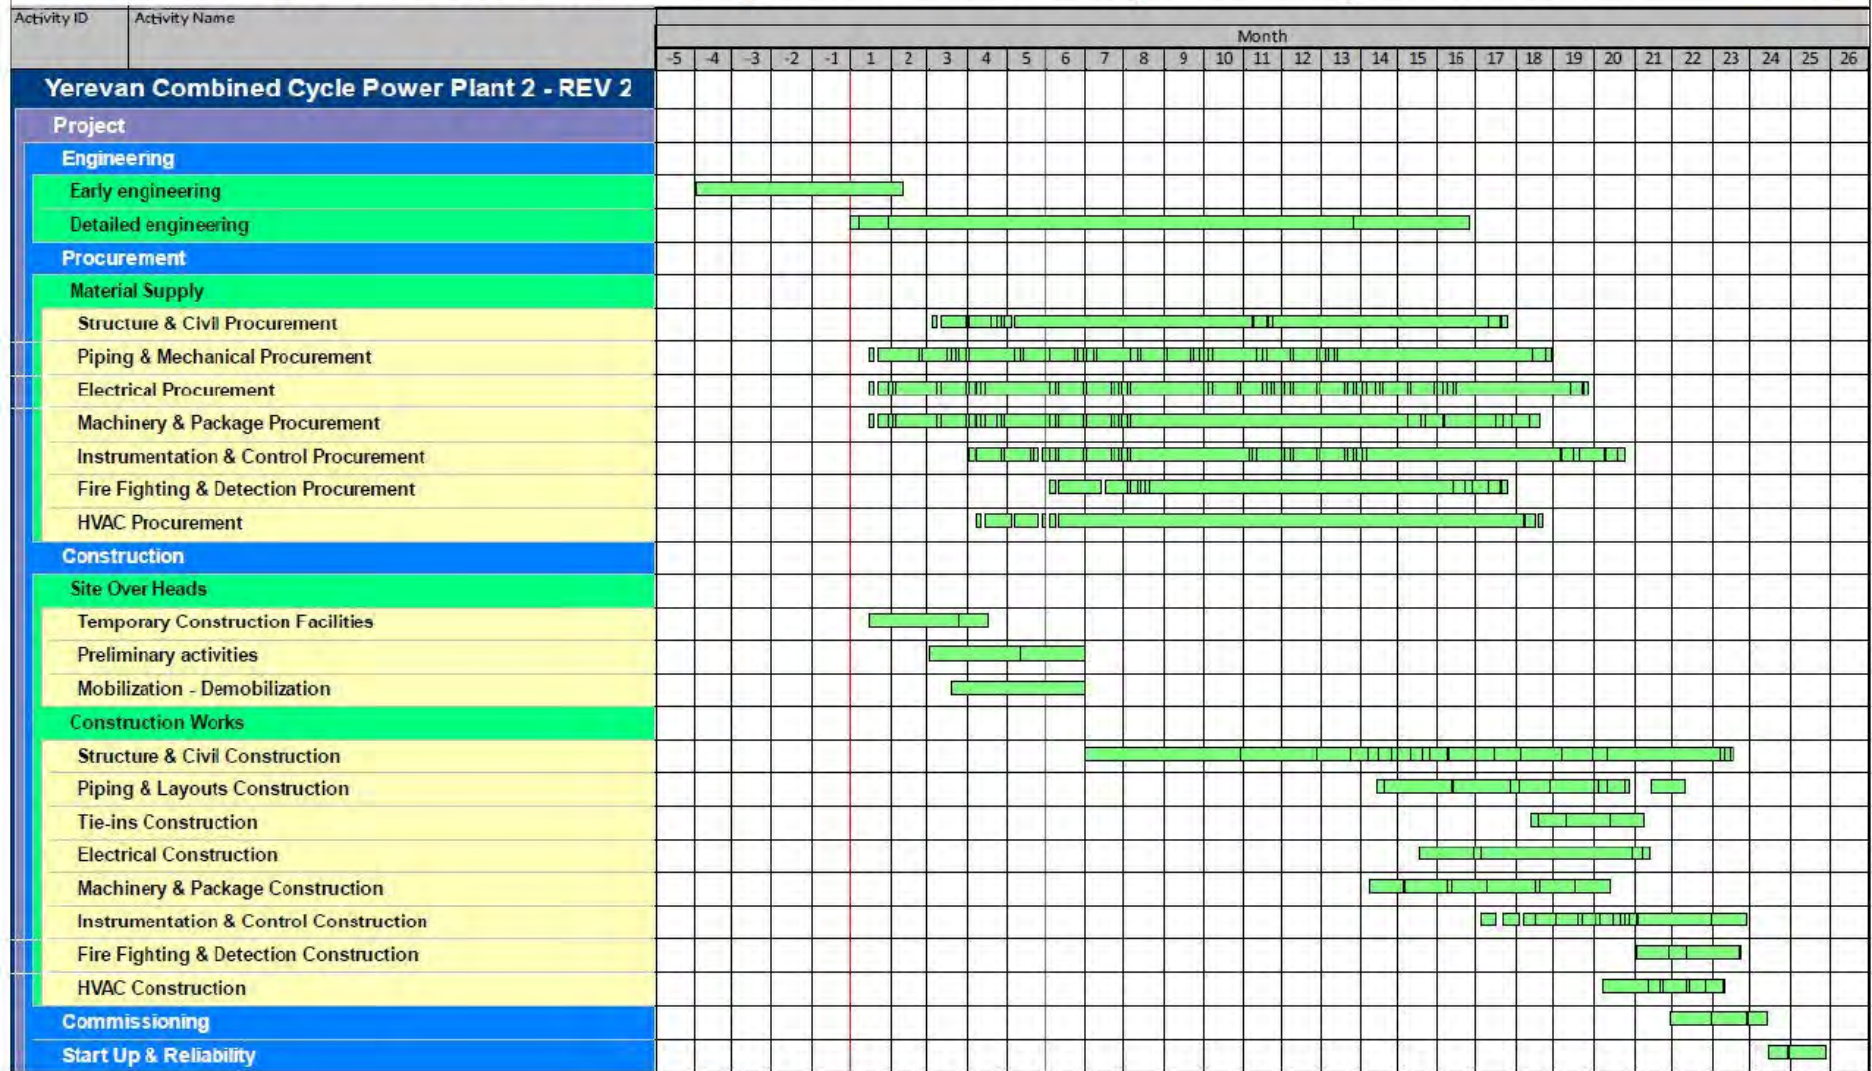 Activity ID Activity Name
Month
-5 -4 -3 -2 -1 1 2 3 4 5 6 7 8 9 10 11 12 13 14 15 16 17 18 19 20 21 22 23 24 25 26
Yerevan Combined Cycle Power Plant 2 - REV 2
Project
Engineering
Early engineering
Detailed engineering
Procurement
Material Supply
Structure & Civil Procurement
Piping & Mechanical Procurement
Electrical Procurement
Machinery & Package Procurement
Instrumentation & Control Procurement
Fire Fighting & Detection Procurement
HVAC Procurement
Construction
Site Over Heads
Temporary Construction Facilities
Preliminary activities
Mobilization - Demobilization
Construction Works
Structure & Civil Construction
Piping & Layouts Construction
Tie-ins Construction
Electrical Construction
Machinery & Package Construction
Instrumentation & Control Construction
Fire Fighting & Detection Construction
HVAC Construction
Commissioning
Start Up & Reliability